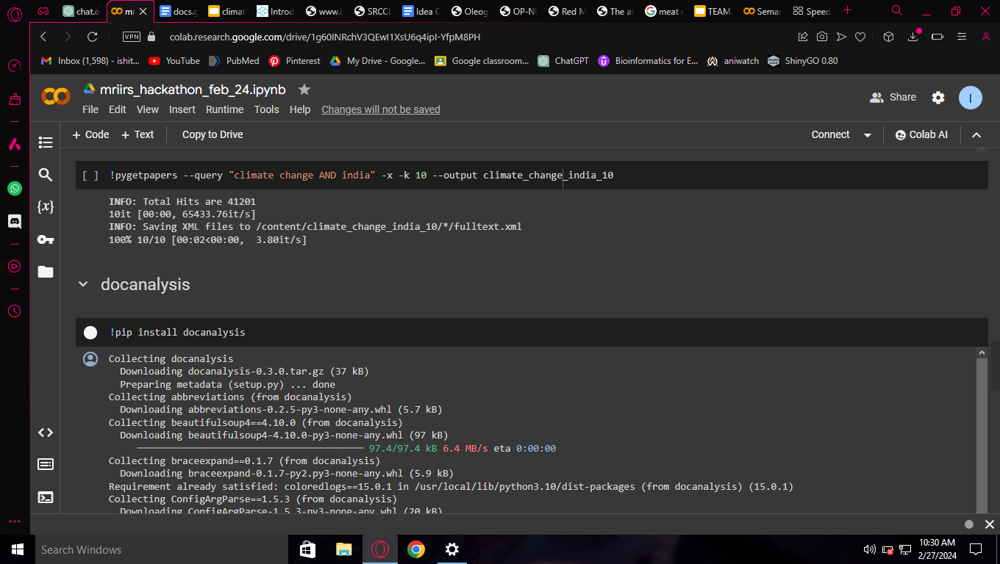 chat.o
mri
docs.g
climat
Introd
www.i
SRCCL
Idea C
Oleog
OP-NU
Red M
The as
meat e
TEAM
Seman
Speed
VPN
colab.research.google.com/drive/1g60INRchV3QEwI1XsU6q4ipI-YfpM8PH
Inbox (1,598) - ishit...
YouTube
PubMed
Pinterest
My Drive - Google...
Google classroom...
ChatGPT
Bioinformatics for E...
aniwatch
ShinyGO 0.80
mriirs_hackathon_feb_24.ipynb
Share
I
File Edit View Insert Runtime Tools Help Changes will not be saved
+ Code + Text Copy to Drive Connect Colab AI
{x}
[ ] !pygetpapers --query "climate change AND india" -x -k 10 --output climate_change_india_10
INFO: Total Hits are 41201
10it [00:00, 65433.76it/s]
INFO: Saving XML files to /content/climate_change_india_10/*/fulltext.xml
100% 10/10 [00:02<00:00,  3.80it/s]
docanalysis
!pip install docanalysis
Collecting docanalysis
Downloading docanalysis-0.3.0.tar.gz (37 kB)
Preparing metadata (setup.py) ... done
Collecting abbreviations (from docanalysis)
Downloading abbreviations-0.2.5-py3-none-any.whl (5.7 kB)
Collecting beautifulsoup4==4.10.0 (from docanalysis)
Downloading beautifulsoup4-4.10.0-py3-none-any.whl (97 kB)
97.4/97.4 kB 6.4 MB/s eta 0:00:00
Collecting braceexpand==0.1.7 (from docanalysis)
Downloading braceexpand-0.1.7-py2.py3-none-any.whl (5.9 kB)
Requirement already satisfied: coloredlogs==15.0.1 in /usr/local/lib/python3.10/dist-packages (from docanalysis) (15.0.1)
Collecting ConfigArgParse==1.5.3 (from docanalysis)
Downloading ConfigArgParse-1.5.3-py3-none-any.whl (20 kB)
Search Windows
10:30 AM
2/27/2024